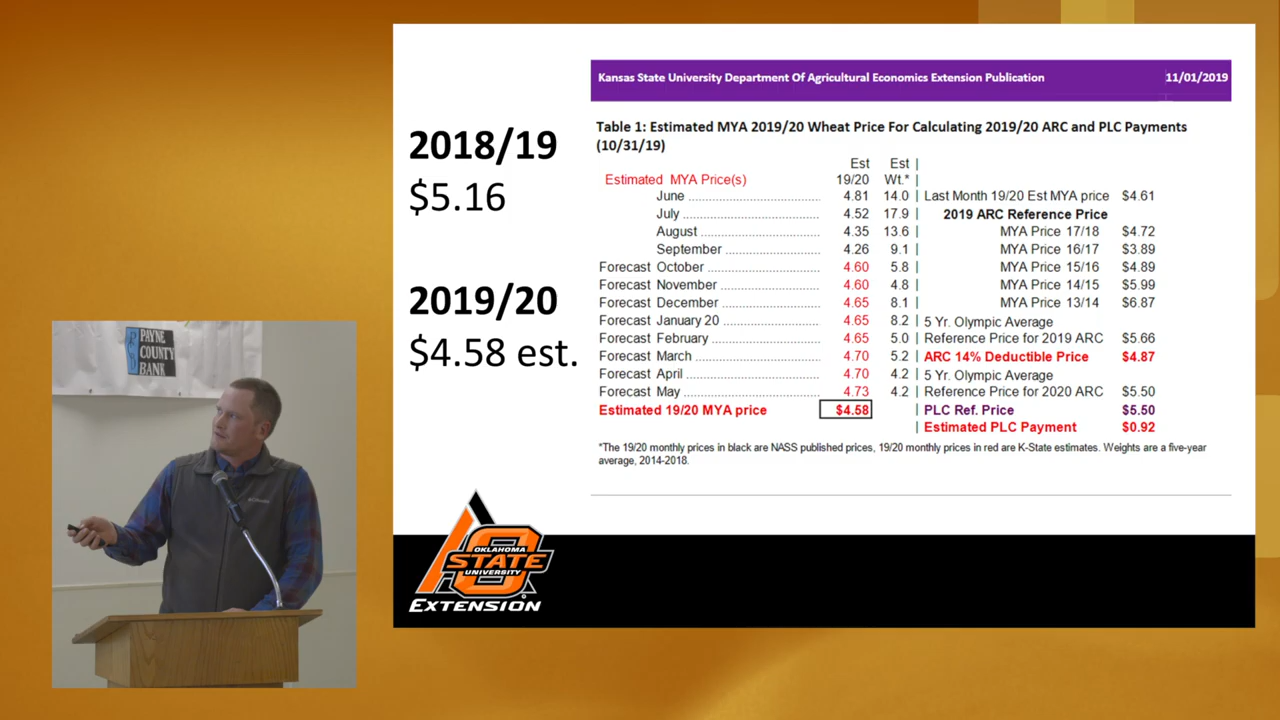 Kansas State University Department Of Agricultural Economics Extension Publication 11/01/2019
2018/19
$5.16
2019/20
$4.58 est.
Table 1: Estimated MYA 2019/20 Wheat Price For Calculating 2019/20 ARC and PLC Payments
(10/31/19)
Est Est |
Estimated MYA Price(s) 19/20 Wt.* |
June 4.81 14.0 | Last Month 19/20 Est MYA price $4.61
July 4.52 17.9 | 2019 ARC Reference Price
August 4.35 13.6 | MYA Price 17/18 $4.72
September 4.26 9.1 | MYA Price 16/17 $3.89
Forecast October 4.60 5.8 | MYA Price 15/16 $4.89
Forecast November 4.60 4.8 | MYA Price 14/15 $5.99
Forecast December 4.65 8.1 | MYA Price 13/14 $6.87
Forecast January 20 4.65 8.2 | 5 Yr. Olympic Average
Forecast February 4.65 5.0 | Reference Price for 2019 ARC $5.66
Forecast March 4.70 5.2 | ARC 14% Deductible Price $4.87
Forecast April 4.70 4.2 | 5 Yr. Olympic Average
Forecast May 4.73 4.2 | Reference Price for 2020 ARC $5.50
Estimated 19/20 MYA price $4.58 | PLC Ref. Price $5.50
| Estimated PLC Payment $0.92
*The 19/20 monthly prices in black are NASS published prices, 19/20 monthly prices in red are K-State estimates. Weights are a five-year
average, 2014-2018.
PAYNE
COUNTY
BANK
Columbia
OKLAHOMA
STATE
UNIVERSITY
EXTENSION